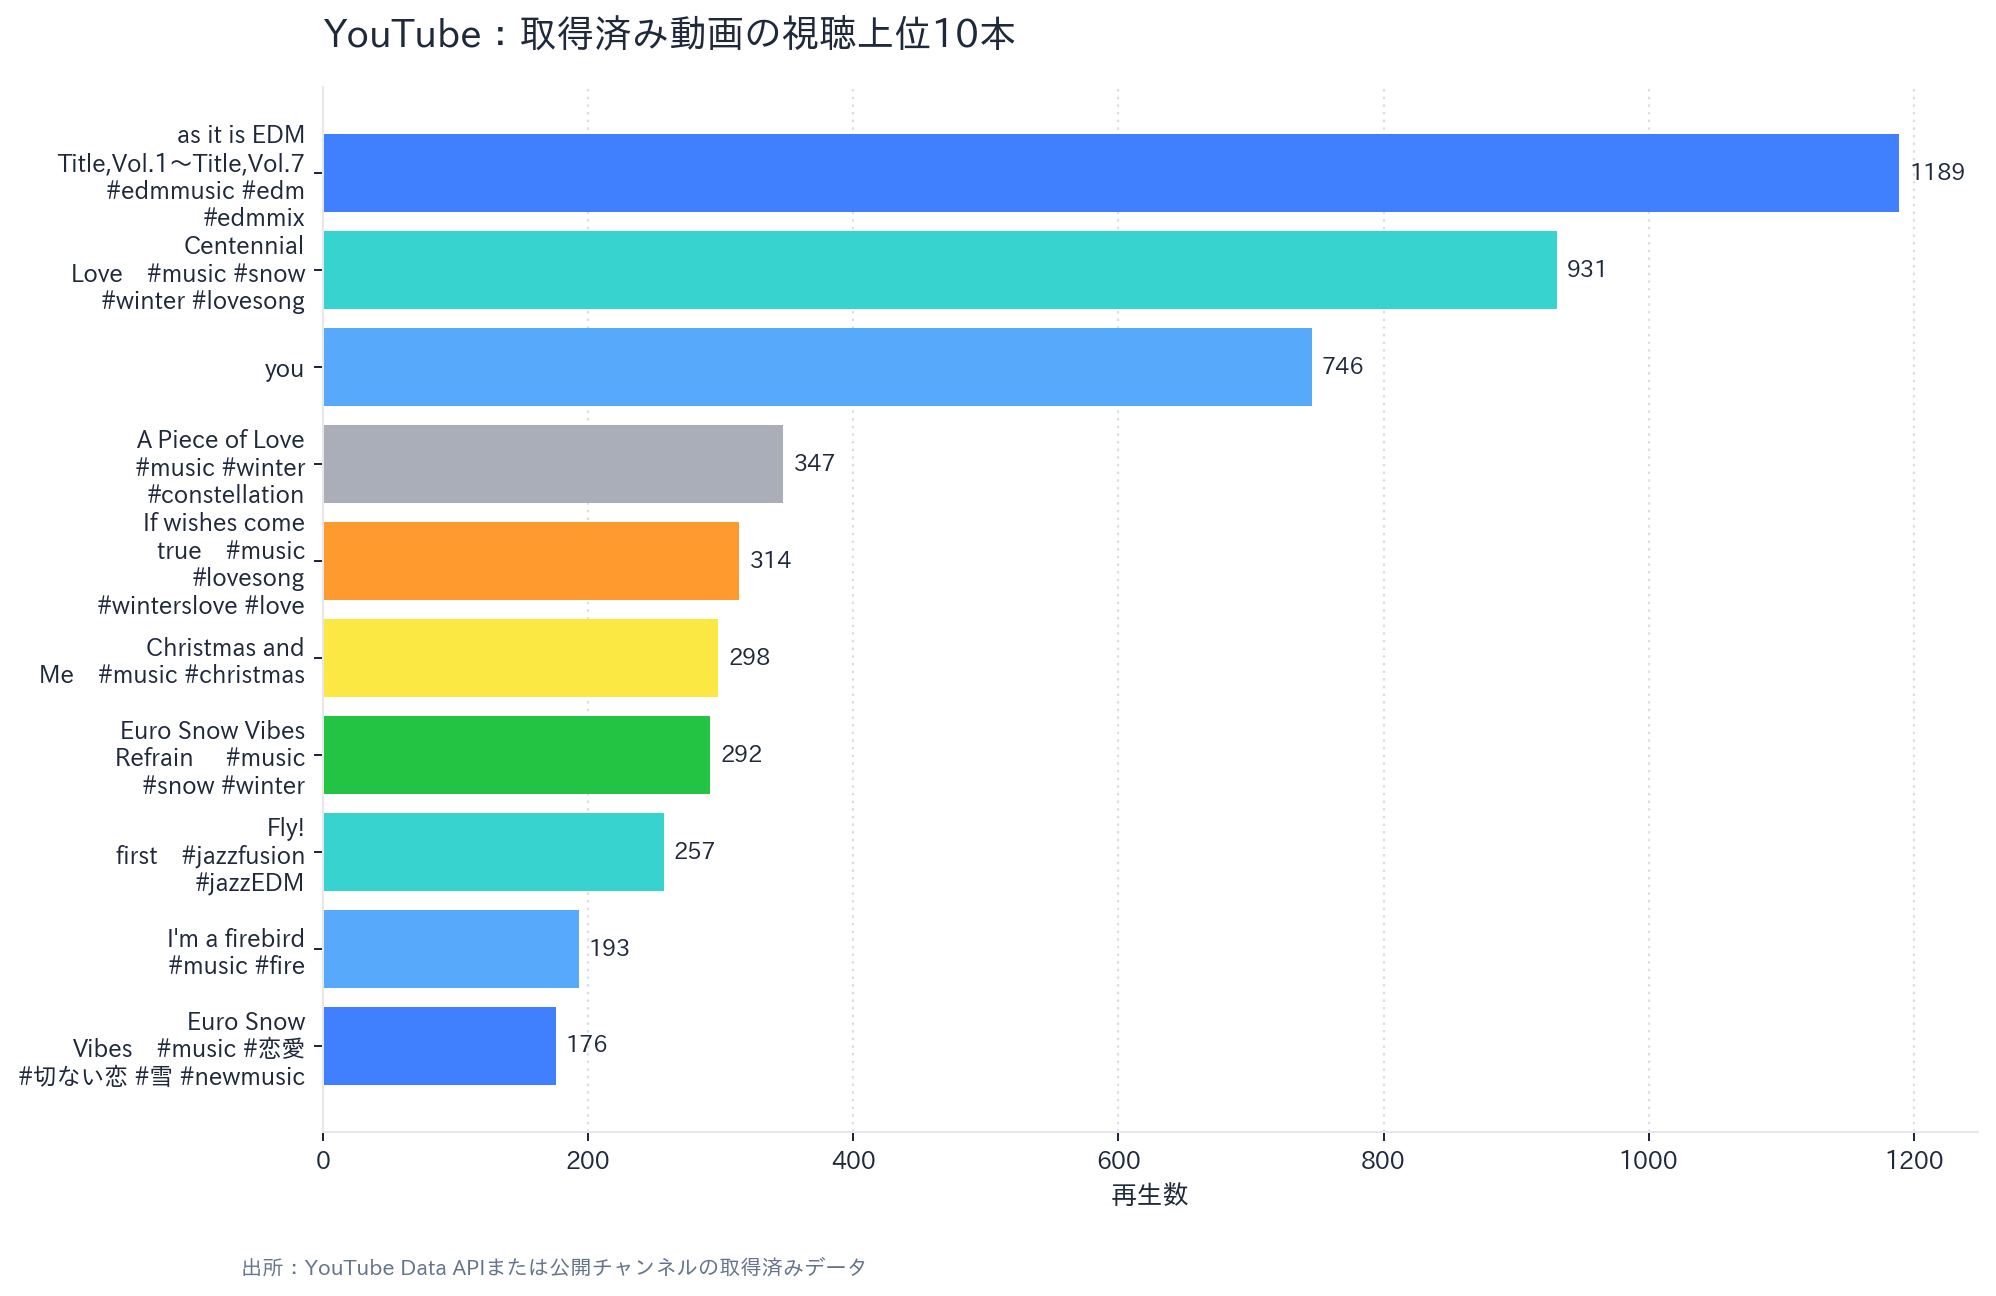 YouTube：取得済み動画の視聴上位10本
as it is EDM
Title,Vol.1～Title,Vol.7
#edmmusic #edm
#edmmix
1189
Centennial
Love　#music #snow
#winter #lovesong
931
you
746
A Piece of Love
#music #winter
#constellation
347
If wishes come
true　#music
#lovesong
#winterslove #love
314
Christmas and
Me　#music #christmas
298
Euro Snow Vibes
Refrain　 #music
#snow #winter
292
Fly!
first　#jazzfusion
#jazzEDM
257
I'm a firebird
#music #fire
193
Euro Snow
Vibes　#music #恋愛
#切ない恋 #雪 #newmusic
176
0 200 400 600 800 1000 1200
再生数
出所：YouTube Data APIまたは公開チャンネルの取得済みデータ